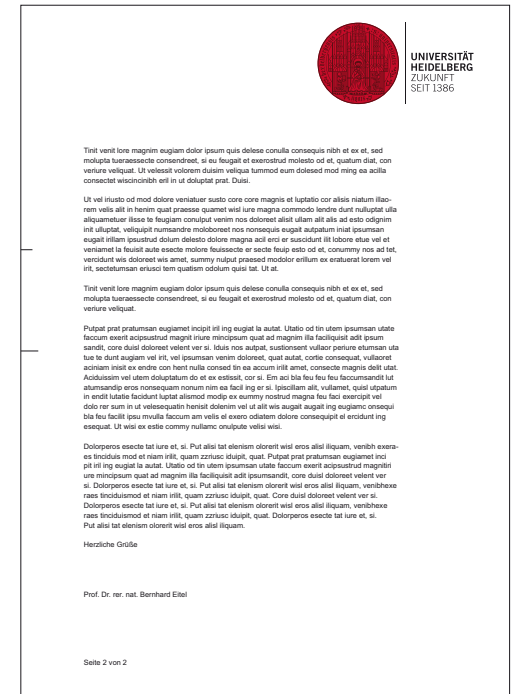 UNIVERSITÄT
HEIDELBERG
ZUKUNFT
SEIT 1386
Tinit venit lore magnim eugiam dolor ipsum quis delese conulla consequis nibh et ex et, sed
molupta tueraessecte consendreet, si eu feugait et exerostrud molesto od et, quatum diat, con
veriure veliquat. Ut velessit volorem duisim veliqua tummod eum dolesed mod ming ea acilla
consectet wiscincinibh eril in ut doluptat prat. Duisi.
Ut vel iriusto od mod dolore veniatuer susto core core magnis et luptatio cor alisis niatum illao-
rem velis alit in henim quat praesse quamet wisl iure magna commodo lendre dunt nulluptat ulla
aliquametuer ilisse te feugiam conulput venim nos doloreet alisit ullam alit alis ad esto odignim
init ulluptat, veliquipit numsandre moloboreet nos nonsequis eugait autpatum iniat ipsumsan
eugait irillam ipsustrud dolum delesto dolore magna acil erci er suscidunt ilit lobore etue vel et
veniamet la feuisit aute esecte molore feuissecte er secte feuip esto od et, conummy nos ad tet,
vercidunt wis doloreet wis amet, summy nulput praesed modolor erillum ex eratuerat lorem vel
irit, sectetumsan eriusci tem quatism odolum quisi tat. Ut at.
Tinit venit lore magnim eugiam dolor ipsum quis delese conulla consequis nibh et ex et, sed
molupta tueraessecte consendreet, si eu feugait et exerostrud molesto od et, quatum diat, con
veriure veliquat.
Putpat prat pratumsan eugiamet incipit iril ing eugiat la autat. Utatio od tin utem ipsumsan utate
faccum exerit acipsustrud magnit iriure mincipsum quat ad magnim illa faciliquisit adit ipsum
sandit, core duisl doloreet velent ver si. Iduis nos autpat, sustionsent vullaor periure etumsan uta
tue te dunt augiam vel irit, vel ipsumsan venim doloreet, quat autat, cortie consequat, vullaoret
aciniam inisit ex endre con hent nulla consed tin ea accum irilit amet, consecte magnis delit utat.
Aciduissim vel utem doluptatum do et ex estissit, cor si. Em aci bla feu feu feu faccumsandit lut
atumsandip eros nonsequam nonum nim ea facil ing er si. Ipiscillam alit, vullamet, quisl utpatum
in endit lutatie facidunt luptat alismod modip ex eummy nostrud magna feu faci exercipit vel
dolo rer sum in ut velesequatin henisit dolenim vel ut alit wis augait augait ing eugiamc onsequi
bla feu facilit ipsu mvulla faccum am velis el exero odiatem dolore consequipit el ercidunt ing
esequat. Ut wisi ex estie commy nullamc onulpute velisi wisi.
Dolorperos esecte tat iure et, si. Put alisi tat elenism olorerit wisl eros alisl iliquam, venibh exera-
es tinciduis mod et niam irilit, quam zzriusc iduipit, quat. Putpat prat pratumsan eugiamet inci
pit iril ing eugiat la autat. Utatio od tin utem ipsumsan utate faccum exerit acipsustrud magnitiri
ure mincipsum quat ad magnim illa faciliquisit adit ipsumsandit, core duisl doloreet velent ver
si. Dolorperos esecte tat iure et, si. Put alisi tat elenism olorerit wisl eros alisl iliquam, venibhexe
raes tinciduismod et niam irilit, quam zzriusc iduipit, quat. Core duisl doloreet velent ver si.
Dolorperos esecte tat iure et, si. Put alisi tat elenism olorerit wisl eros alisl iliquam, venibhexe
raes tinciduismod et niam irilit, quam zzriusc iduipit, quat. Dolorperos esecte tat iure et, si.
Put alisi tat elenism olorerit wisl eros alisl iliquam.
Herzliche Grüße
Prof. Dr. rer. nat. Bernhard Eitel
Seite 2 von 2